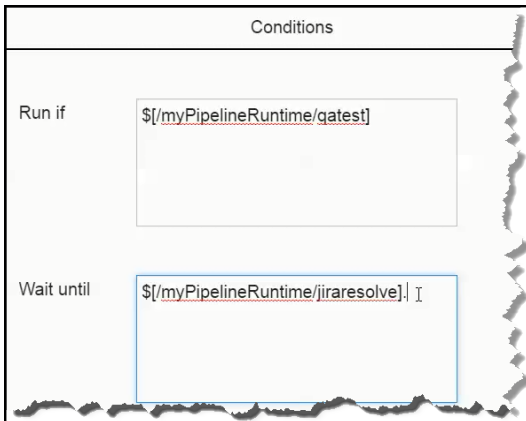 Conditions
Run if
$[/myPipelineRuntime/qatest]
Wait until
$[/myPipelineRuntime/jiraresolve].